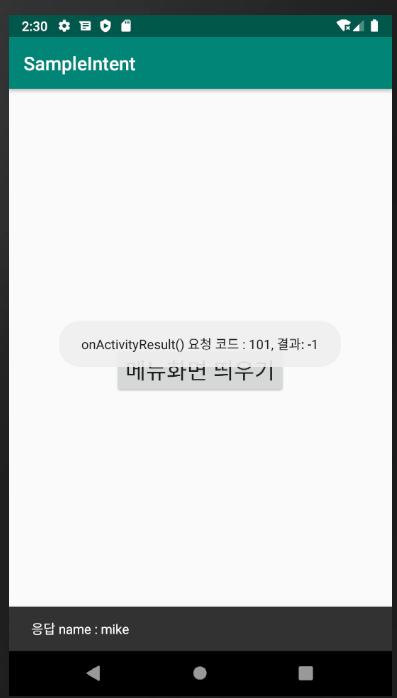 2:30
SampleIntent
onActivityResult() 요청 코드 : 101, 결과: -1
메뉴화면 띄우기
응답 name : mike